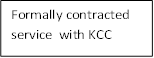 Formally contracted
service with KCC